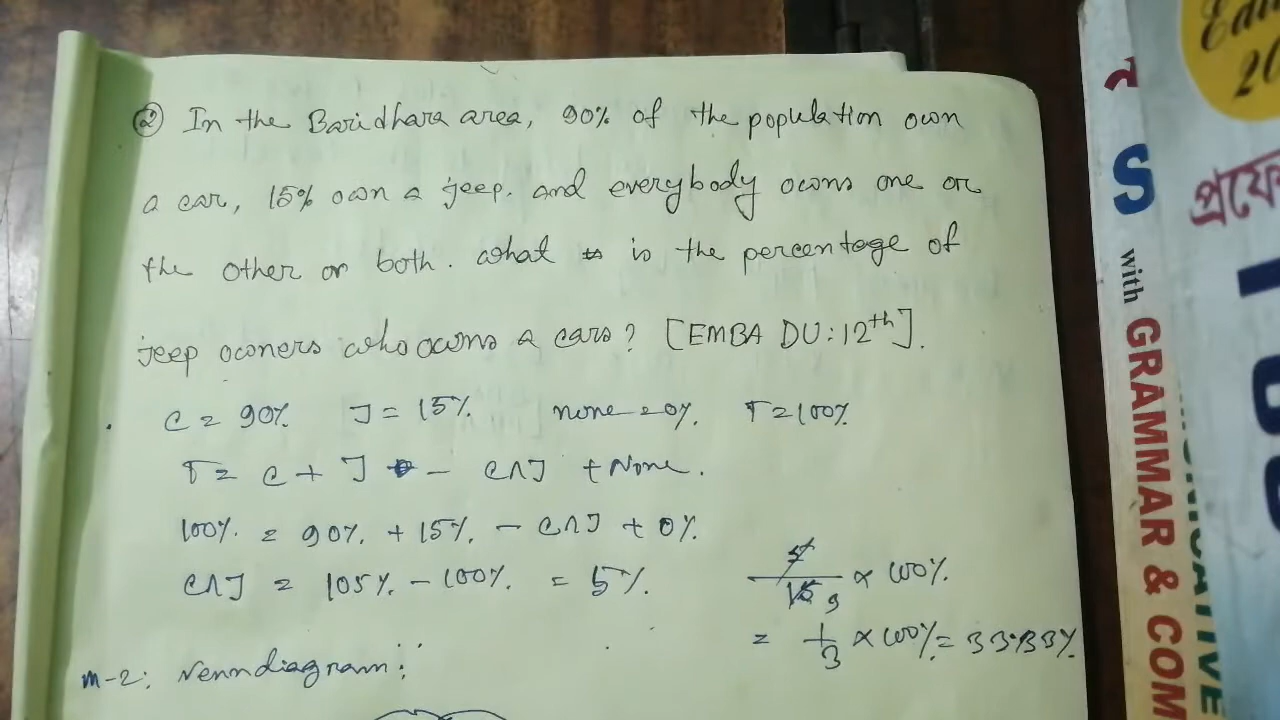 ② In the Baridhara area, 90% of the population own
a car, 15% own a jeep. and everybody owns one or
the other or both. what is the percentage of
jeep owners who owns a cars? [EMBA DU:12th].
C = 90% J = 15% none = 0% T = 100%
T = C + J - C∩J + None.
100% = 90% + 15% - C∩J + 0%
C∩J = 105% - 100% = 5%.
5/15 3 × 100%
= 1/3 × 100% = 33.33%
m-2: Venn diagram:
S with GRAMMAR & COM